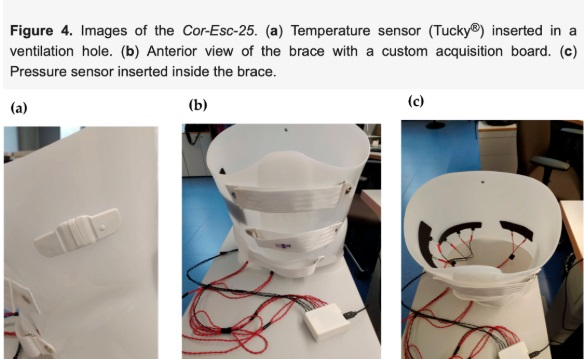 Figure 4. Images of the Cor-Esc-25. (a) Temperature sensor (Tucky®) inserted in a
ventilation hole. (b) Anterior view of the brace with a custom acquisition board. (c)
Pressure sensor inserted inside the brace.
(a)
(b)
(c)